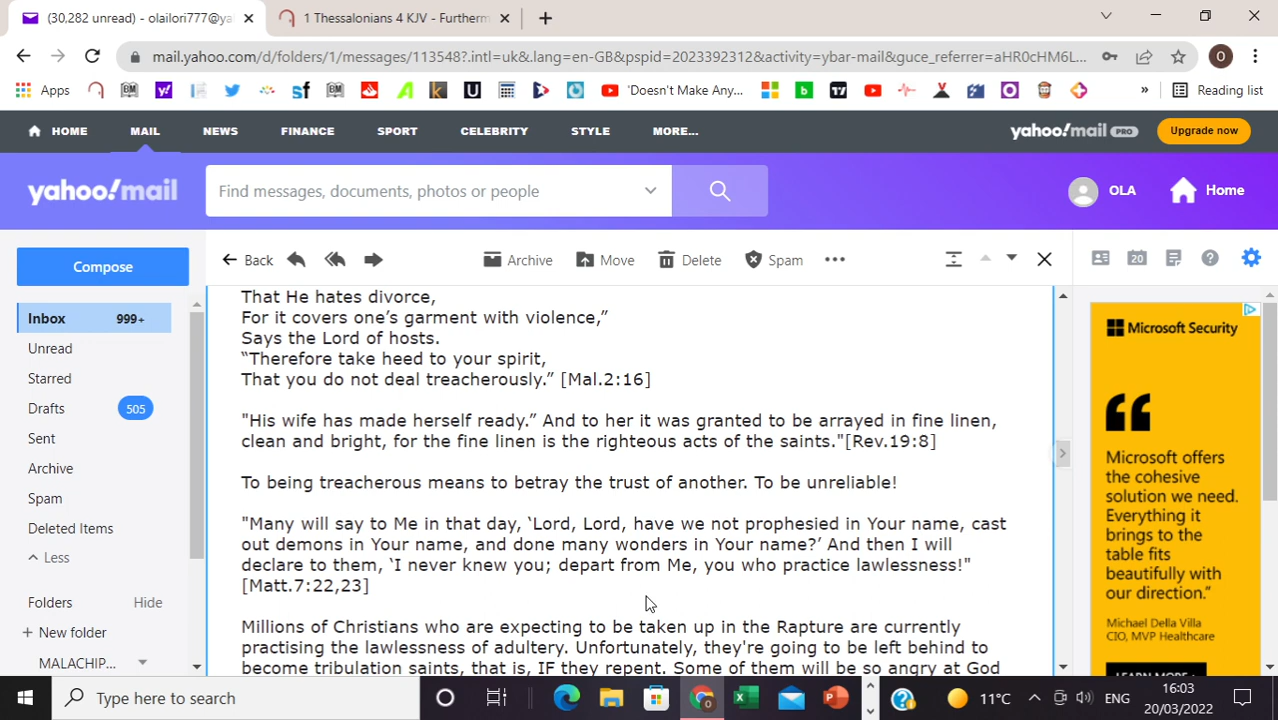 (30,282 unread) - olailori777@ya
1 Thessalonians 4 KJV - Furtherm
mail.yahoo.com/d/folders/1/messages/113548?.intl=uk&.lang=en-GB&pspid=2023392312&activity=ybar-mail&guce_referrer=aHR0cHM6L...
O
Apps
'Doesn't Make Any...
»
Reading list
HOME
MAIL
NEWS
FINANCE
SPORT
CELEBRITY
STYLE
MORE...
yahoo!mail PRO
Upgrade now
yahoo!mail
Find messages, documents, photos or people
OLA
Home
Compose
Back
Archive
Move
Delete
Spam
20
Inbox 999+
Unread
Starred
Drafts 505
Sent
Archive
Spam
Deleted Items
Less
Folders Hide
+ New folder
MALACHIP...
That He hates divorce,
For it covers one’s garment with violence,”
Says the Lord of hosts.
“Therefore take heed to your spirit,
That you do not deal treacherously.” [Mal.2:16]
"His wife has made herself ready.” And to her it was granted to be arrayed in fine linen,
clean and bright, for the fine linen is the righteous acts of the saints."[Rev.19:8]
To being treacherous means to betray the trust of another. To be unreliable!
"Many will say to Me in that day, ‘Lord, Lord, have we not prophesied in Your name, cast
out demons in Your name, and done many wonders in Your name?’ And then I will
declare to them, ‘I never knew you; depart from Me, you who practice lawlessness!"
[Matt.7:22,23]
Millions of Christians who are expecting to be taken up in the Rapture are currently
practising the lawlessness of adultery. Unfortunately, they're going to be left behind to
become tribulation saints, that is, IF they repent. Some of them will be so angry at God
Microsoft Security
Microsoft offers
the cohesive
solution we need.
Everything it
brings to the
table fits
beautifully with
our direction.”
Michael Della Villa
CIO, MVP Healthcare
LEARN MORE
Type here to search
11°C
ENG
16:03
20/03/2022